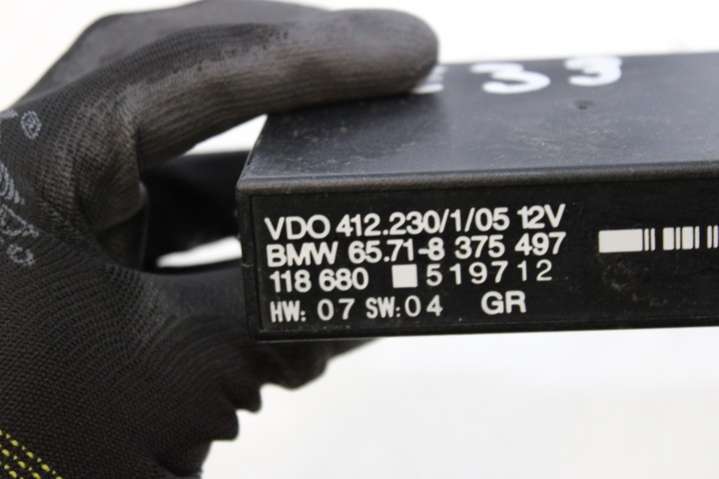 33
VDO 412.230/1/05 12V
BMW 65.71-8 375 497
118 680 519712
HW: 07 SW: 04 GR